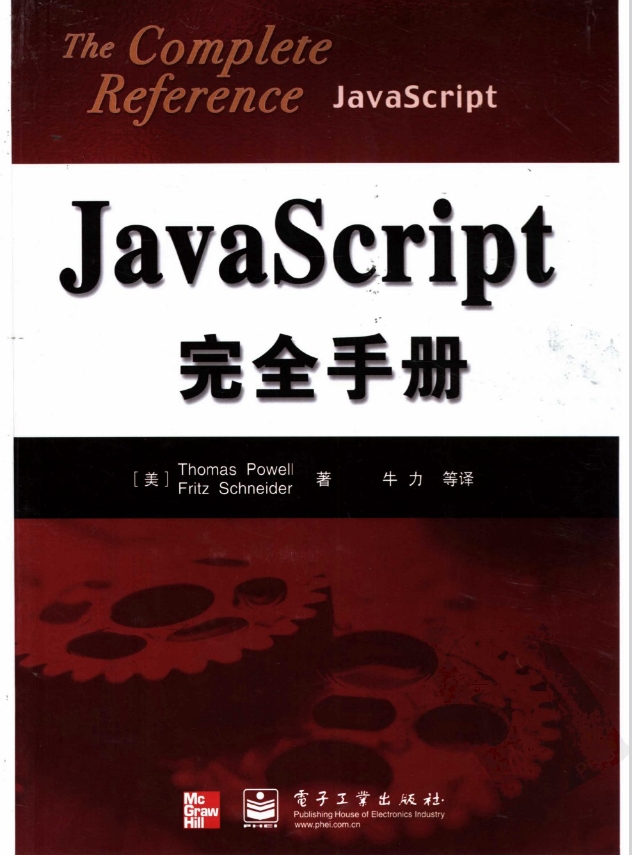 The Complete
Reference JavaScript
JavaScript
完全手册
[美] Thomas Powell
Fritz Schneider 著 牛 力 等译
Mc
Graw
Hill
PHEI
電子工業出版社.
Publishing House of Electronics Industry
www.phei.com.cn